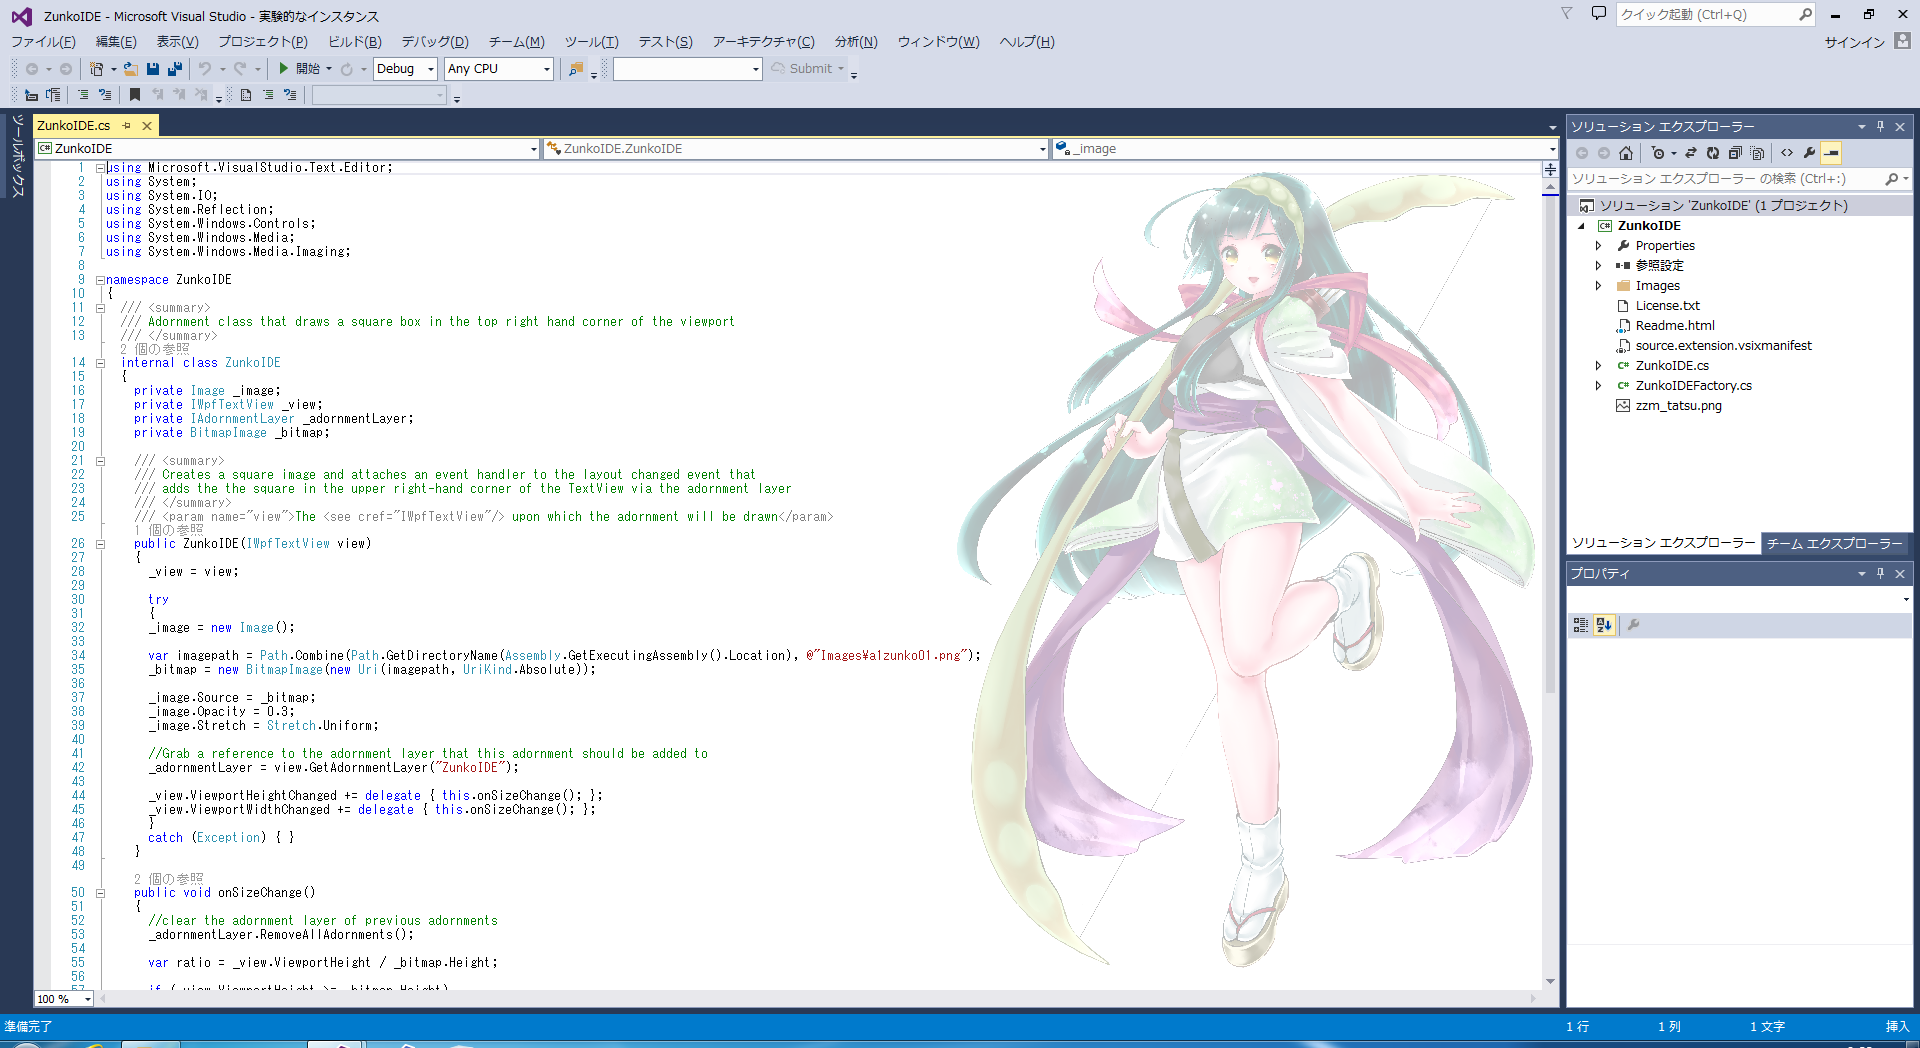 ZunkoIDE - Microsoft Visual Studio - 実験的なインスタンス
クイック起動 (Ctrl+Q)
ファイル(F) 編集(E) 表示(V) プロジェクト(P) ビルド(B) デバッグ(D) チーム(M) ツール(T) テスト(S) アーキテクチャ(C) 分析(N) ウィンドウ(W) ヘルプ(H)
サインイン
開始 Debug Any CPU Submit
ツールボックス
ZunkoIDE.cs
ZunkoIDE ZunkoIDE.ZunkoIDE _image
1 using Microsoft.VisualStudio.Text.Editor;
2 using System;
3 using System.IO;
4 using System.Reflection;
5 using System.Windows.Controls;
6 using System.Windows.Media;
7 using System.Windows.Media.Imaging;
8
9 namespace ZunkoIDE
10 {
11 /// <summary>
12 /// Adornment class that draws a square box in the top right hand corner of the viewport
13 /// </summary>
2 個の参照
14 internal class ZunkoIDE
15 {
16 private Image _image;
17 private IWpfTextView _view;
18 private IAdornmentLayer _adornmentLayer;
19 private BitmapImage _bitmap;
20
21 /// <summary>
22 /// Creates a square image and attaches an event handler to the layout changed event that
23 /// adds the the square in the upper right-hand corner of the TextView via the adornment layer
24 /// </summary>
25 /// <param name="view">The <see cref="IWpfTextView"/> upon which the adornment will be drawn</param>
1 個の参照
26 public ZunkoIDE(IWpfTextView view)
27 {
28 _view = view;
29
30 try
31 {
32 _image = new Image();
33
34 var imagepath = Path.Combine(Path.GetDirectoryName(Assembly.GetExecutingAssembly().Location), @"Images¥a1zunko01.png");
35 _bitmap = new BitmapImage(new Uri(imagepath, UriKind.Absolute));
36
37 _image.Source = _bitmap;
38 _image.Opacity = 0.3;
39 _image.Stretch = Stretch.Uniform;
40
41 //Grab a reference to the adornment layer that this adornment should be added to
42 _adornmentLayer = view.GetAdornmentLayer("ZunkoIDE");
43
44 _view.ViewportHeightChanged += delegate { this.onSizeChange(); };
45 _view.ViewportWidthChanged += delegate { this.onSizeChange(); };
46 }
47 catch (Exception) { }
48 }
49
2 個の参照
50 public void onSizeChange()
51 {
52 //clear the adornment layer of previous adornments
53 _adornmentLayer.RemoveAllAdornments();
54
55 var ratio = _view.ViewportHeight / _bitmap.Height;
56
57 if (_view.ViewportHeight >= _bitmap.Height)
100 %
ソリューション エクスプローラー
ソリューション エクスプローラー の検索 (Ctrl+:)
ソリューション 'ZunkoIDE' (1 プロジェクト)
ZunkoIDE
Properties
参照設定
Images
License.txt
Readme.html
source.extension.vsixmanifest
ZunkoIDE.cs
ZunkoIDEFactory.cs
zzm_tatsu.png
ソリューション エクスプローラー チーム エクスプローラー
プロパティ
準備完了 1 行 1 列 1 文字 挿入